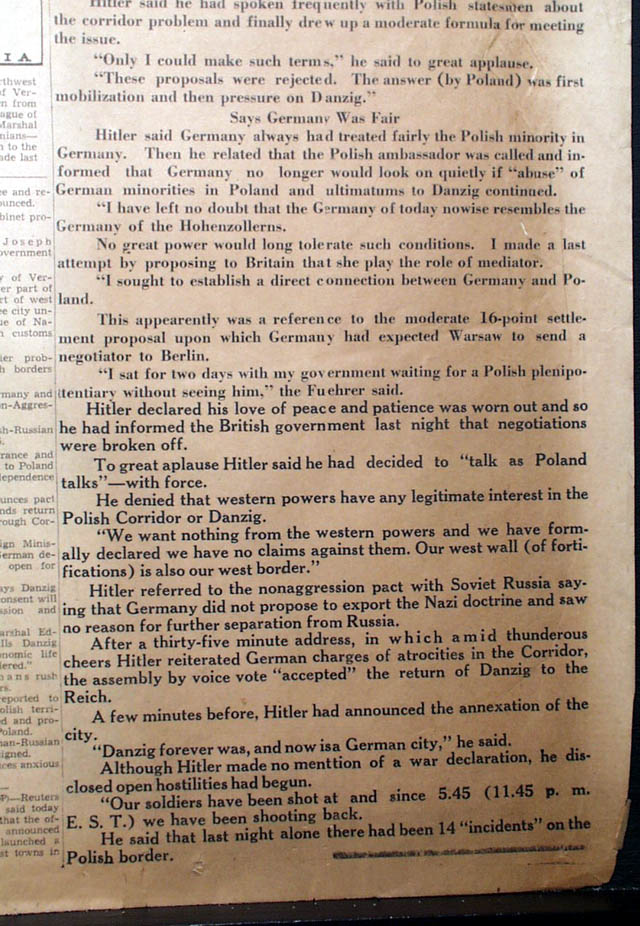 Hitler said he had spoken frequently with Polish statesmen about
the corridor problem and finally drew up a moderate formula for meeting
the issue.
"Only I could make such terms," he said to great applause.
"These proposals were rejected. The answer (by Poland) was first
mobilization and then pressure on Danzig."
Says Germany Was Fair
Hitler said Germany always had treated fairly the Polish minority in
Germany. Then he related that the Polish ambassador was called and in-
formed that Germany no longer would look on quietly if "abuse" of
German minorities in Poland and ultimatums to Danzig continued.
"I have left no doubt that the Germany of today nowise resembles the
Germany of the Hohenzollerns.
No great power would long tolerate such conditions. I made a last
attempt by proposing to Britain that she play the role of mediator.
"I sought to establish a direct connection between Germany and Po-
land.
This appearently was a reference to the moderate 16-point settle-
ment proposal upon which Germany had expected Warsaw to send a
negotiator to Berlin.
"I sat for two days with my government waiting for a Polish plenipo-
tentiary without seeing him," the Fuehrer said.
Hitler declared his love of peace and patience was worn out and so
he had informed the British government last night that negotiations
were broken off.
To great aplause Hitler said he had decided to "talk as Poland
talks"—with force.
He denied that western powers have any legitimate interest in the
Polish Corridor or Danzig.
"We want nothing from the western powers and we have form-
ally declared we have no claims against them. Our west wall (of forti-
fications) is also our west border."
Hitler referred to the nonaggression pact with Soviet Russia say-
ing that Germany did not propose to export the Nazi doctrine and saw
no reason for further separation from Russia.
After a thirty-five minute address, in which amid thunderous
cheers Hitler reiterated German charges of atrocities in the Corridor,
the assembly by voice vote "accepted" the return of Danzig to the
Reich.
A few minutes before, Hitler had announced the annexation of the
city.
"Danzig forever was, and now isa German city," he said.
Although Hitler made no menttion of a war declaration, he dis-
closed open hostilities had begun.
"Our soldiers have been shot at and since 5.45 (11.45 p. m.
E. S. T.) we have been shooting back.
He said that last night alone there had been 14 "incidents" on the
Polish border.